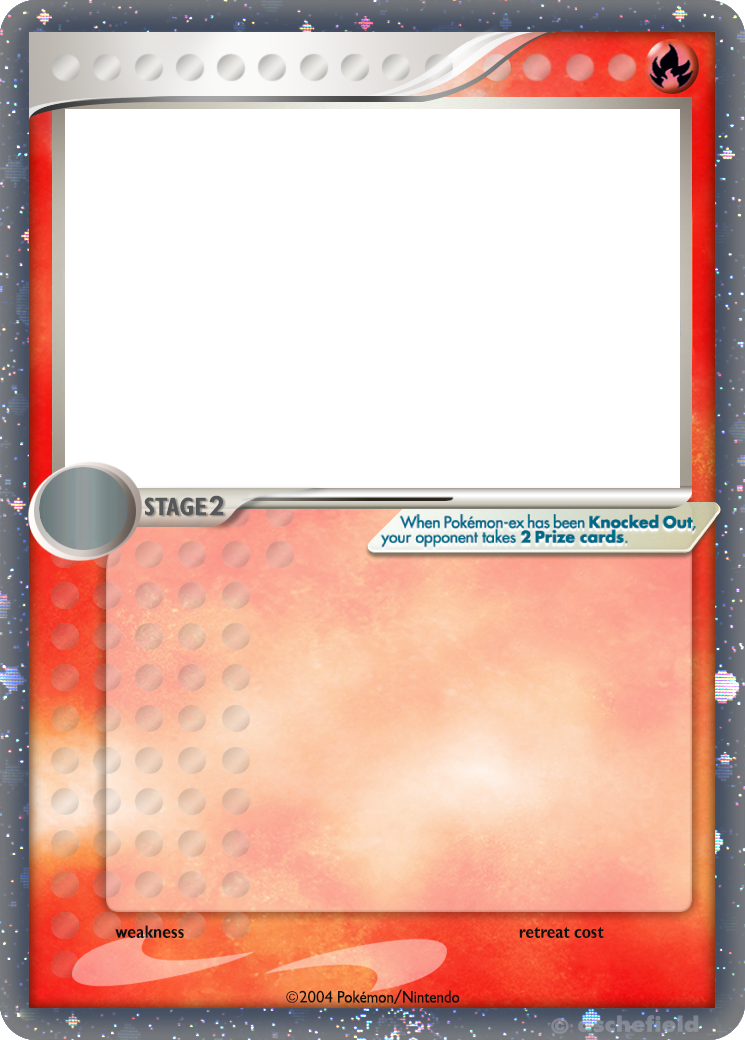 STAGE2
When Pokémon-ex has been Knocked Out,
your opponent takes 2 Prize cards.
weakness
retreat cost
©2004 Pokémon/Nintendo
© aschefield